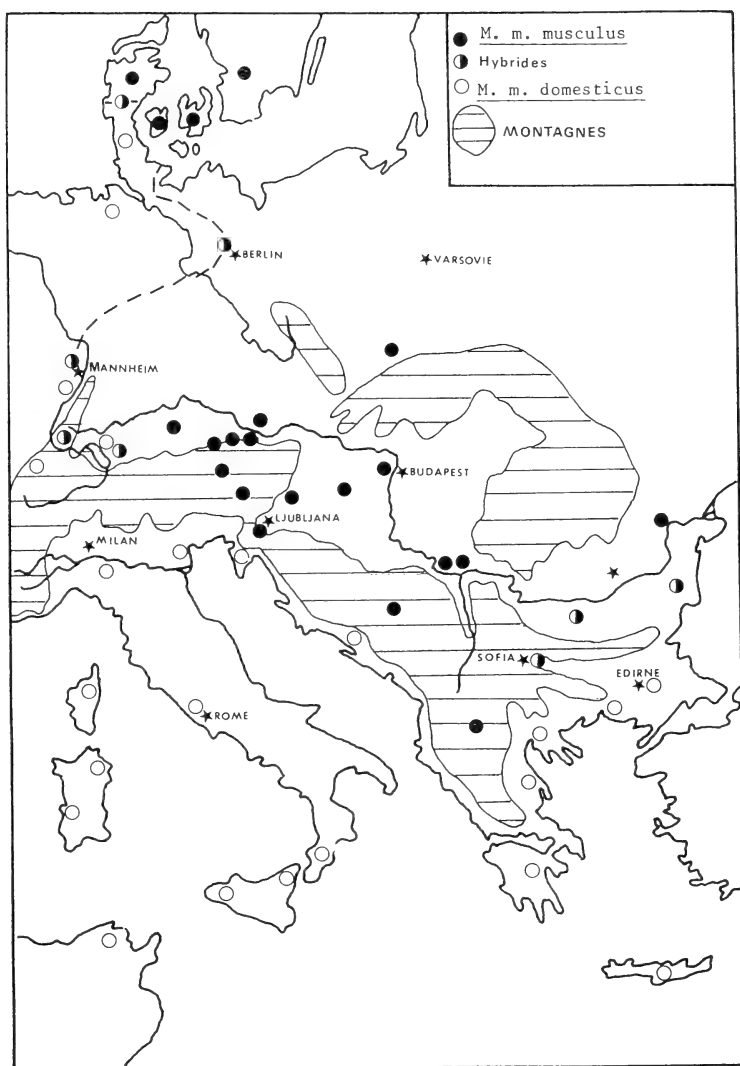 M. m. musculus
Hybrides
M. m. domesticus
MONTAGNES
BERLIN
VARSOVIE
MANNHEIM
BUDAPEST
LJUBLJANA
MILAN
SOFIA
EDIRNE
ROME